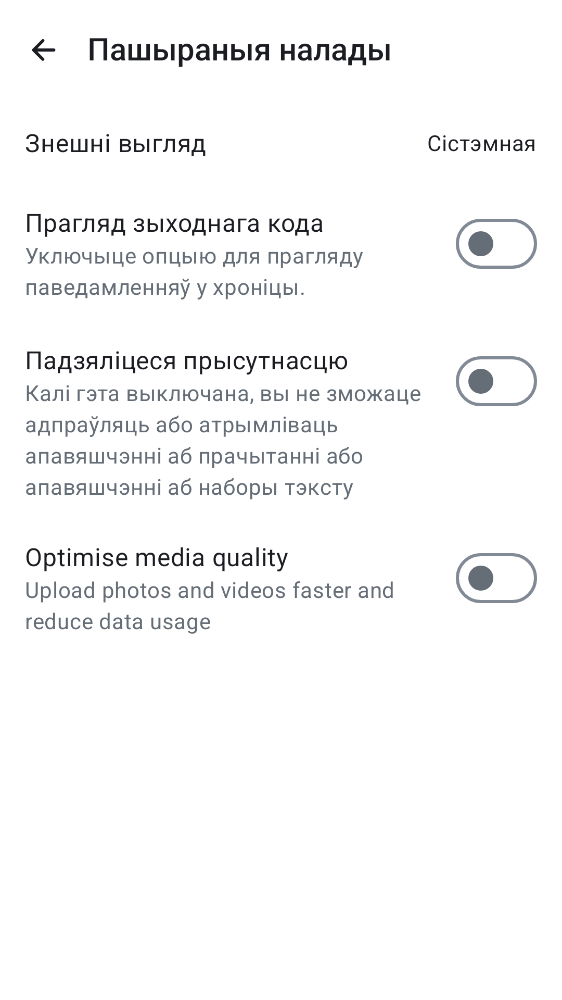 Пашыраныя налады
Знешні выгляд Сістэмная
Прагляд зыходнага кода
Уключыце опцыю для прагляду
паведамленняў у хроніцы.
Падзяліцеся прысутнасцю
Калі гэта выключана, вы не зможаце
адпраўляць або атрымліваць
апавяшчэнні аб прачытанні або
апавяшчэнні аб наборы тэксту
Optimise media quality
Upload photos and videos faster and
reduce data usage